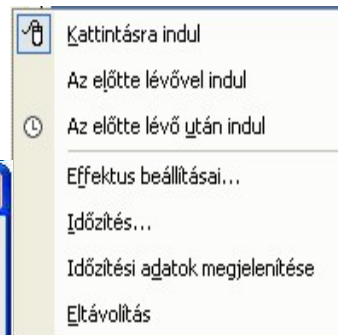 Kattintásra indul
Az előtte lévővel indul
Az előtte lévő után indul
Effektus beállításai...
Időzítés...
Időzítési adatok megjelenítése
Eltávolítás